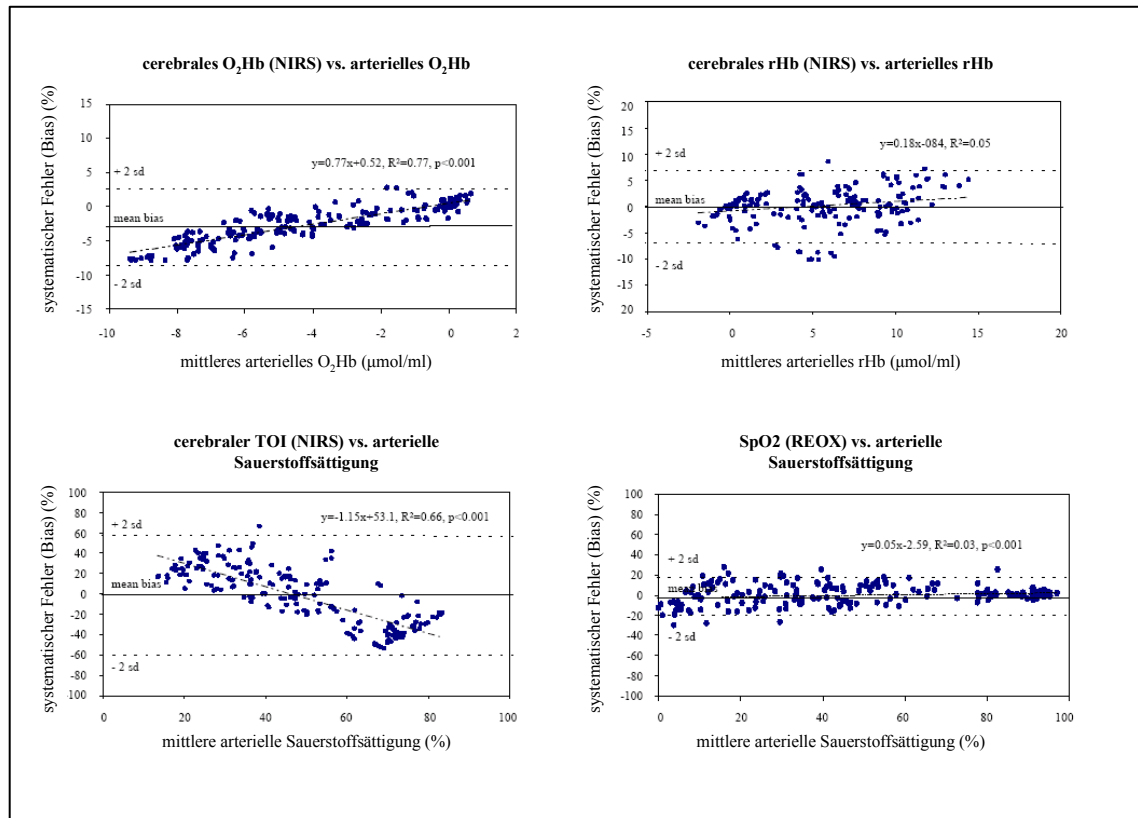 cerebrales O₂Hb (NIRS) vs. arterielles O₂Hb
systematischer Fehler (Bias) (%)
15
10
5
0
-5
-10
-15
+ 2 sd
mean bias
- 2 sd
y=0.77x+0.52, R²=0.77, p<0.001
-10 -8 -6 -4 -2 0 2
mittleres arterielles O₂Hb (µmol/ml)
cerebrales rHb (NIRS) vs. arterielles rHb
systematischer Fehler (Bias) (%)
20
15
10
5
0
-5
-10
20
20
+ 2 sd
mean bias
- 2 sd
y=0.18x-084, R²=0.05
-5 0 5 10 15 20
mittleres arterielles rHb (µmol/ml)
cerebraler TOI (NIRS) vs. arterielle
Sauerstoffsättigung
systematischer Fehler (Bias) (%)
100
80
60
40
20
0
-20
-40
-60
-80
100
+ 2 sd
mean bias
- 2 sd
y=-1.15x+53.1, R²=0.66, p<0.001
0 20 40 60 80 100
mittlere arterielle Sauerstoffsättigung (%)
SpO2 (REOX) vs. arterielle
Sauerstoffsättigung
systematischer Fehler (Bias) (%)
100
80
60
40
20
0
-20
-40
-60
-80
-100
+ 2 sd
- 2 sd
y=0.05x-2.59, R²=0.03, p<0.001
0 20 40 60 80 100
mittlere arterielle Sauerstoffsättigung (%)